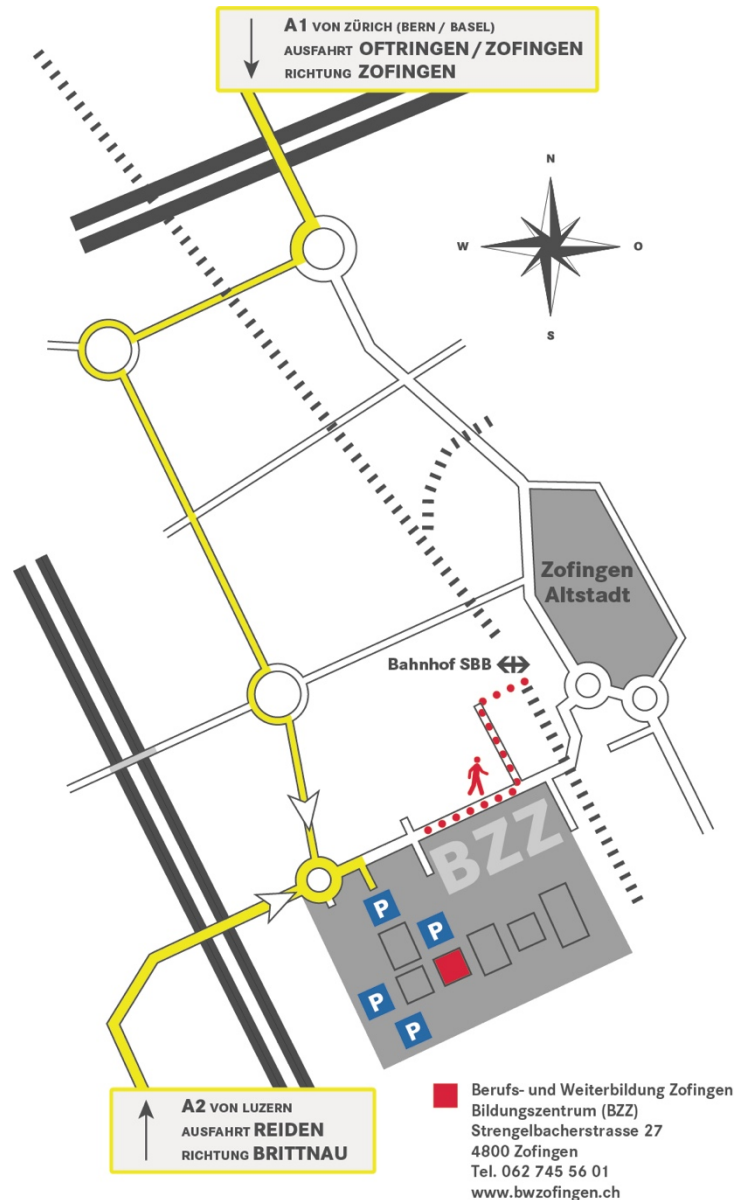 A1 VON ZÜRICH (BERN / BASEL)
AUSFAHRT OFTRINGEN / ZOFINGEN
RICHTUNG ZOFINGEN
N
W
O
S
Zofingen
Altstadt
Bahnhof SBB
BZZ
P
P
P
P
A2 VON LUZERN
AUSFAHRT REIDEN
RICHTUNG BRITTNAU
Berufs- und Weiterbildung Zofingen
Bildungszentrum (BZZ)
Strengelbacherstrasse 27
4800 Zofingen
Tel. 062 745 56 01
www.bwzofingen.ch